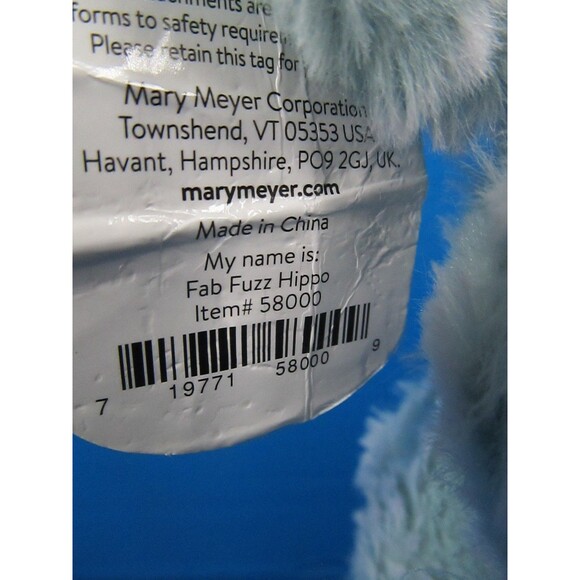 are
forms to safety
Please retain this tag for
Mary Meyer Corporation
Townshend, VT 05353 USA
Havant, Hampshire, PO9 2GJ, UK.
marymeyer.com
Made in China
My name is:
Fab Fuzz Hippo
Item# 58000
7 19771 58000 9